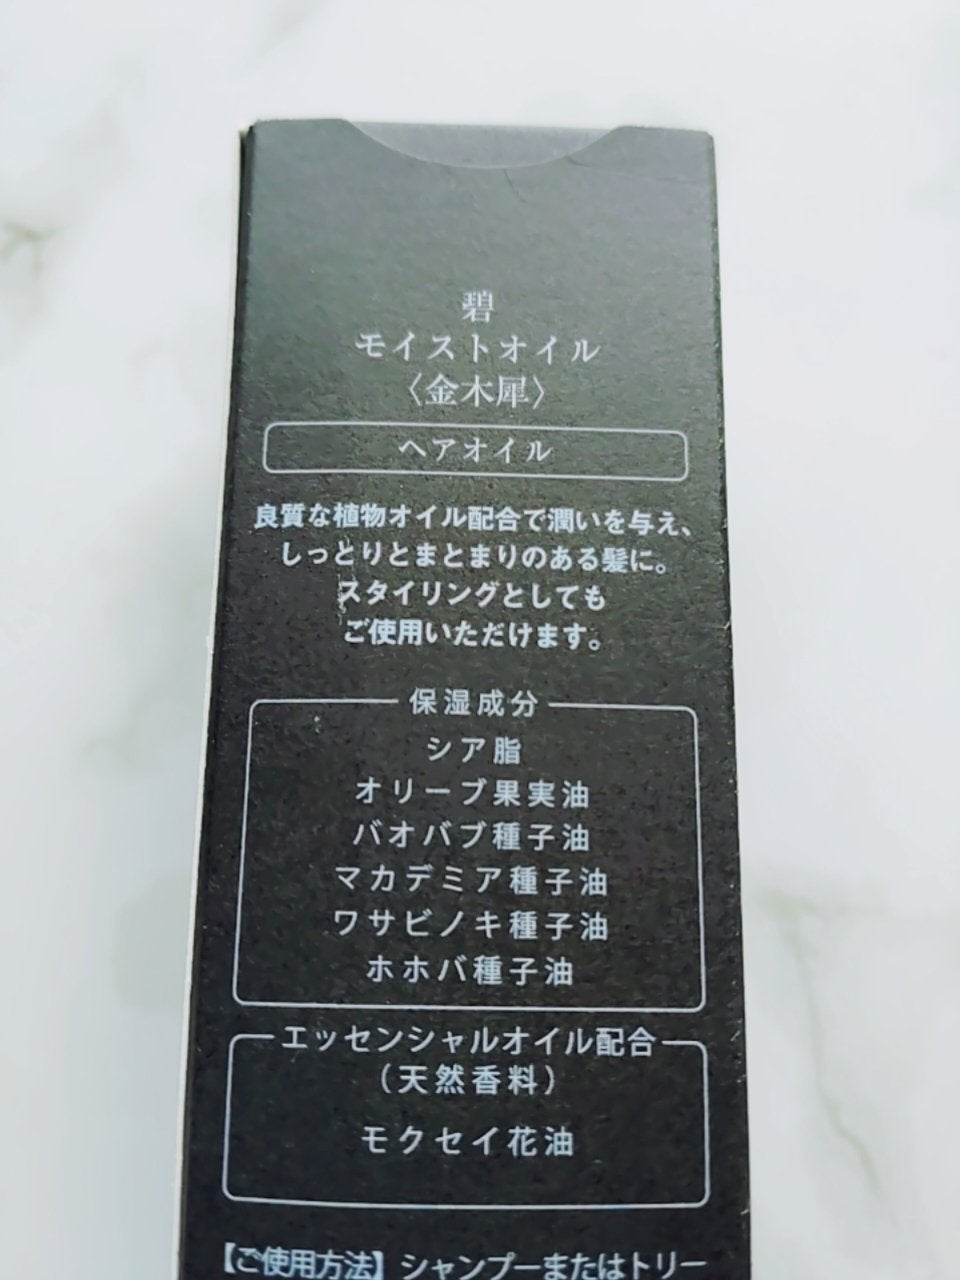 碧
モイストオイル
〈金木犀〉
ヘアオイル
良質な植物オイル配合で潤いを与え、
しっとりとまとまりのある髪に。
スタイリングとしても
ご使用いただけます。
保湿成分
シア脂
オリーブ果実油
バオバブ種子油
マカデミア種子油
ワサビノキ種子油
ホホバ種子油
エッセンシャルオイル配合
（天然香料）
モクセイ花油
【ご使用方法】シャンプーまたはトリー